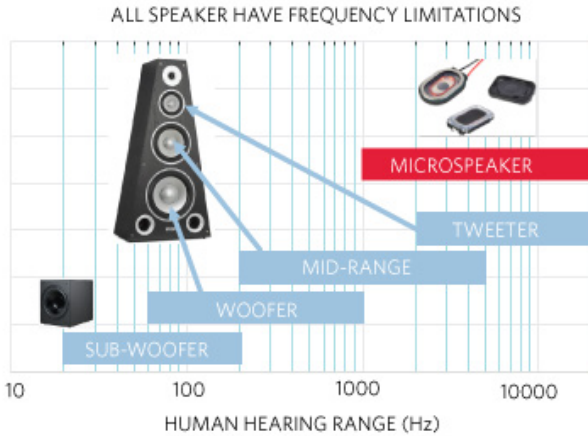 ALL SPEAKER HAVE FREQUENCY LIMITATIONS
MICROSPEAKER
TWEETER
MID-RANGE
WOOFER
SUB-WOOFER
10 100 1000 10000
HUMAN HEARING RANGE (Hz)